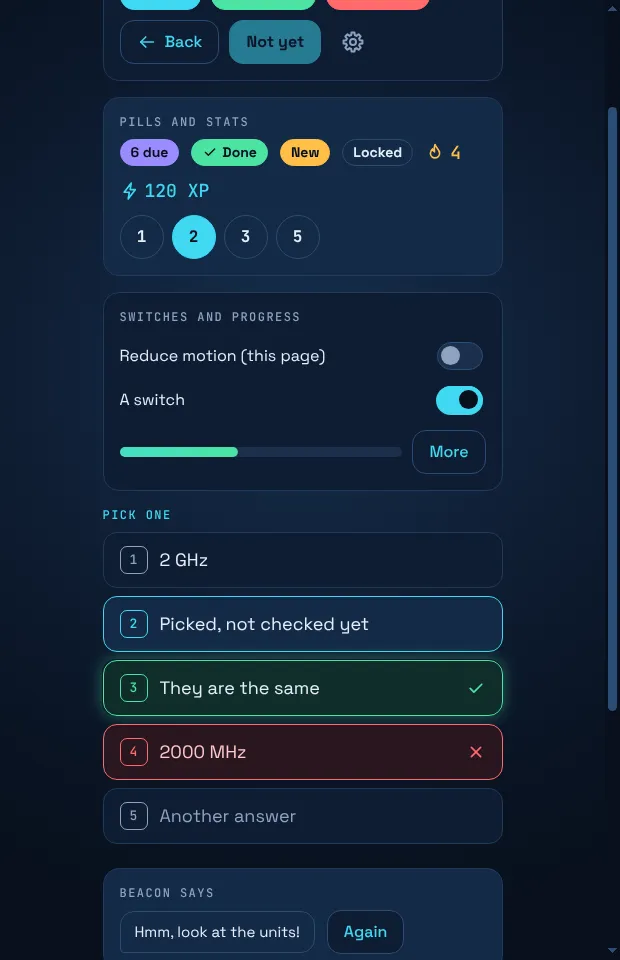 Back Not yet
PILLS AND STATS
6 due Done New Locked 4
120 XP
1 2 3 5
SWITCHES AND PROGRESS
Reduce motion (this page)
A switch
More
PICK ONE
1 2 GHz
2 Picked, not checked yet
3 They are the same
4 2000 MHz
5 Another answer
BEACON SAYS
Hmm, look at the units! Again